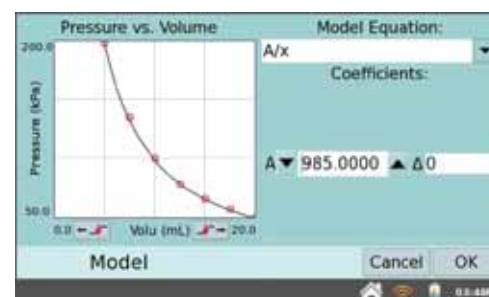 Pressure vs. Volume
Model Equation:
200.0
A/x
Coefficients:
Pressure (kPa)
A 985.0000 Δ 0
50.0
0.0 Volu (mL) 20.0
Model
Cancel OK